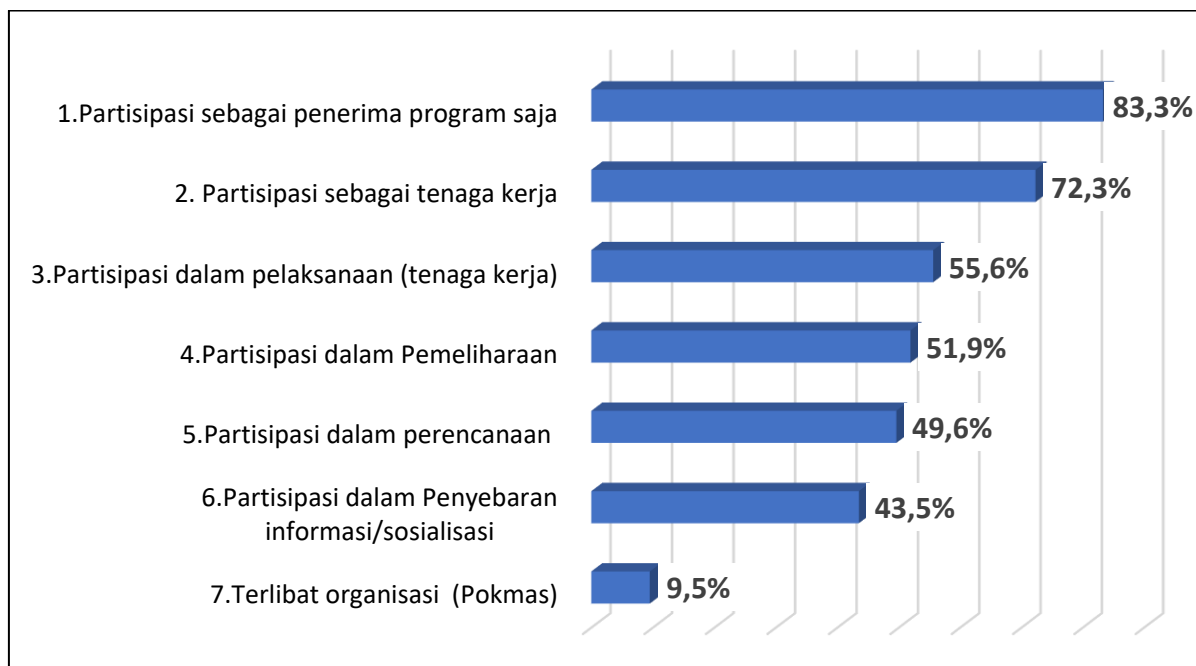 1.Partisipasi sebagai penerima program saja
83,3%
2. Partisipasi sebagai tenaga kerja
72,3%
3.Partisipasi dalam pelaksanaan (tenaga kerja)
55,6%
4.Partisipasi dalam Pemeliharaan
51,9%
5.Partisipasi dalam perencanaan
49,6%
6.Partisipasi dalam Penyebaran
informasi/sosialisasi
43,5%
7.Terlibat organisasi (Pokmas)
9,5%